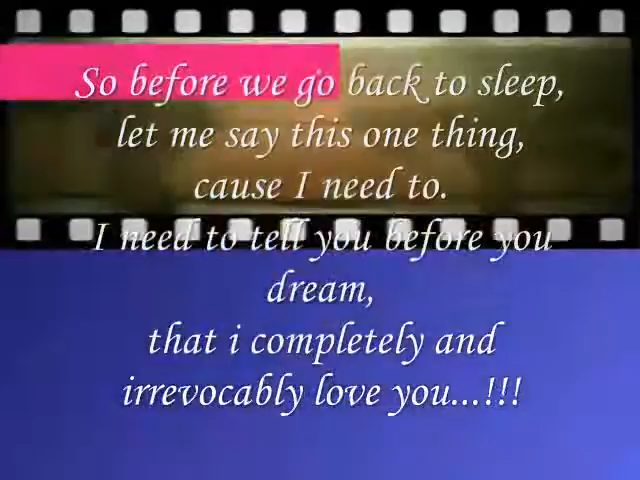 So before we go back to sleep,
let me say this one thing,
cause I need to.
I need to tell you before you
dream,
that i completely and
irrevocably love you...!!!